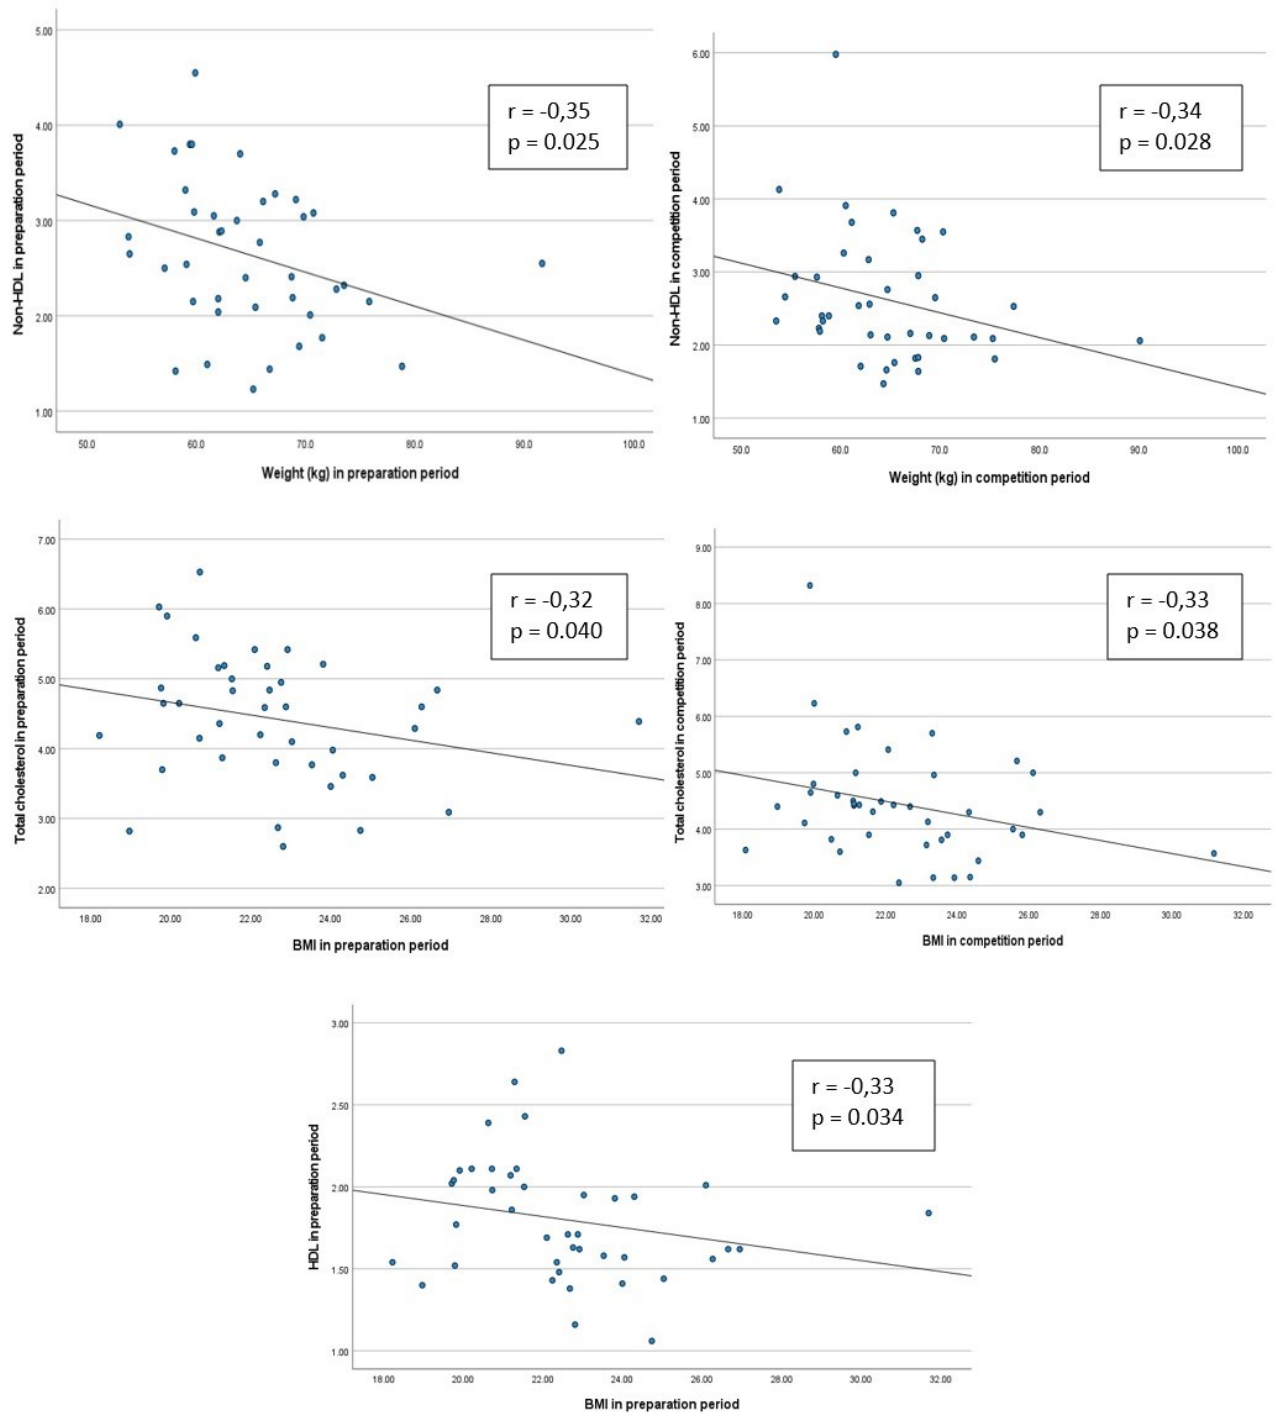 5.00
4.00
3.00
2.00
1.00
Non-HDL in preparation period
r = -0,35
p = 0.025
50.0 60.0 70.0 80.0 90.0 100.0
Weight (kg) in preparation period
6.00
5.00
4.00
3.00
2.00
1.00
Non-HDL in competition period
r = -0,34
p = 0.028
50.0 60.0 70.0 80.0 90.0 100.0
Weight (kg) in competition period
7.00
6.00
5.00
4.00
3.00
2.00
Total cholesterol in preparation period
r = -0,32
p = 0.040
18.00 20.00 22.00 24.00 26.00 28.00 30.00 32.00
BMI in preparation period
9.00
8.00
7.00
6.00
5.00
4.00
3.00
Total cholesterol in competition period
r = -0,33
p = 0.038
18.00 20.00 22.00 24.00 26.00 28.00 30.00 32.00
BMI in competition period
3.00
2.50
2.00
1.50
1.00
HDL in preparation period
r = -0,33
p = 0.034
18.00 20.00 22.00 24.00 26.00 28.00 30.00 32.00
BMI in preparation period